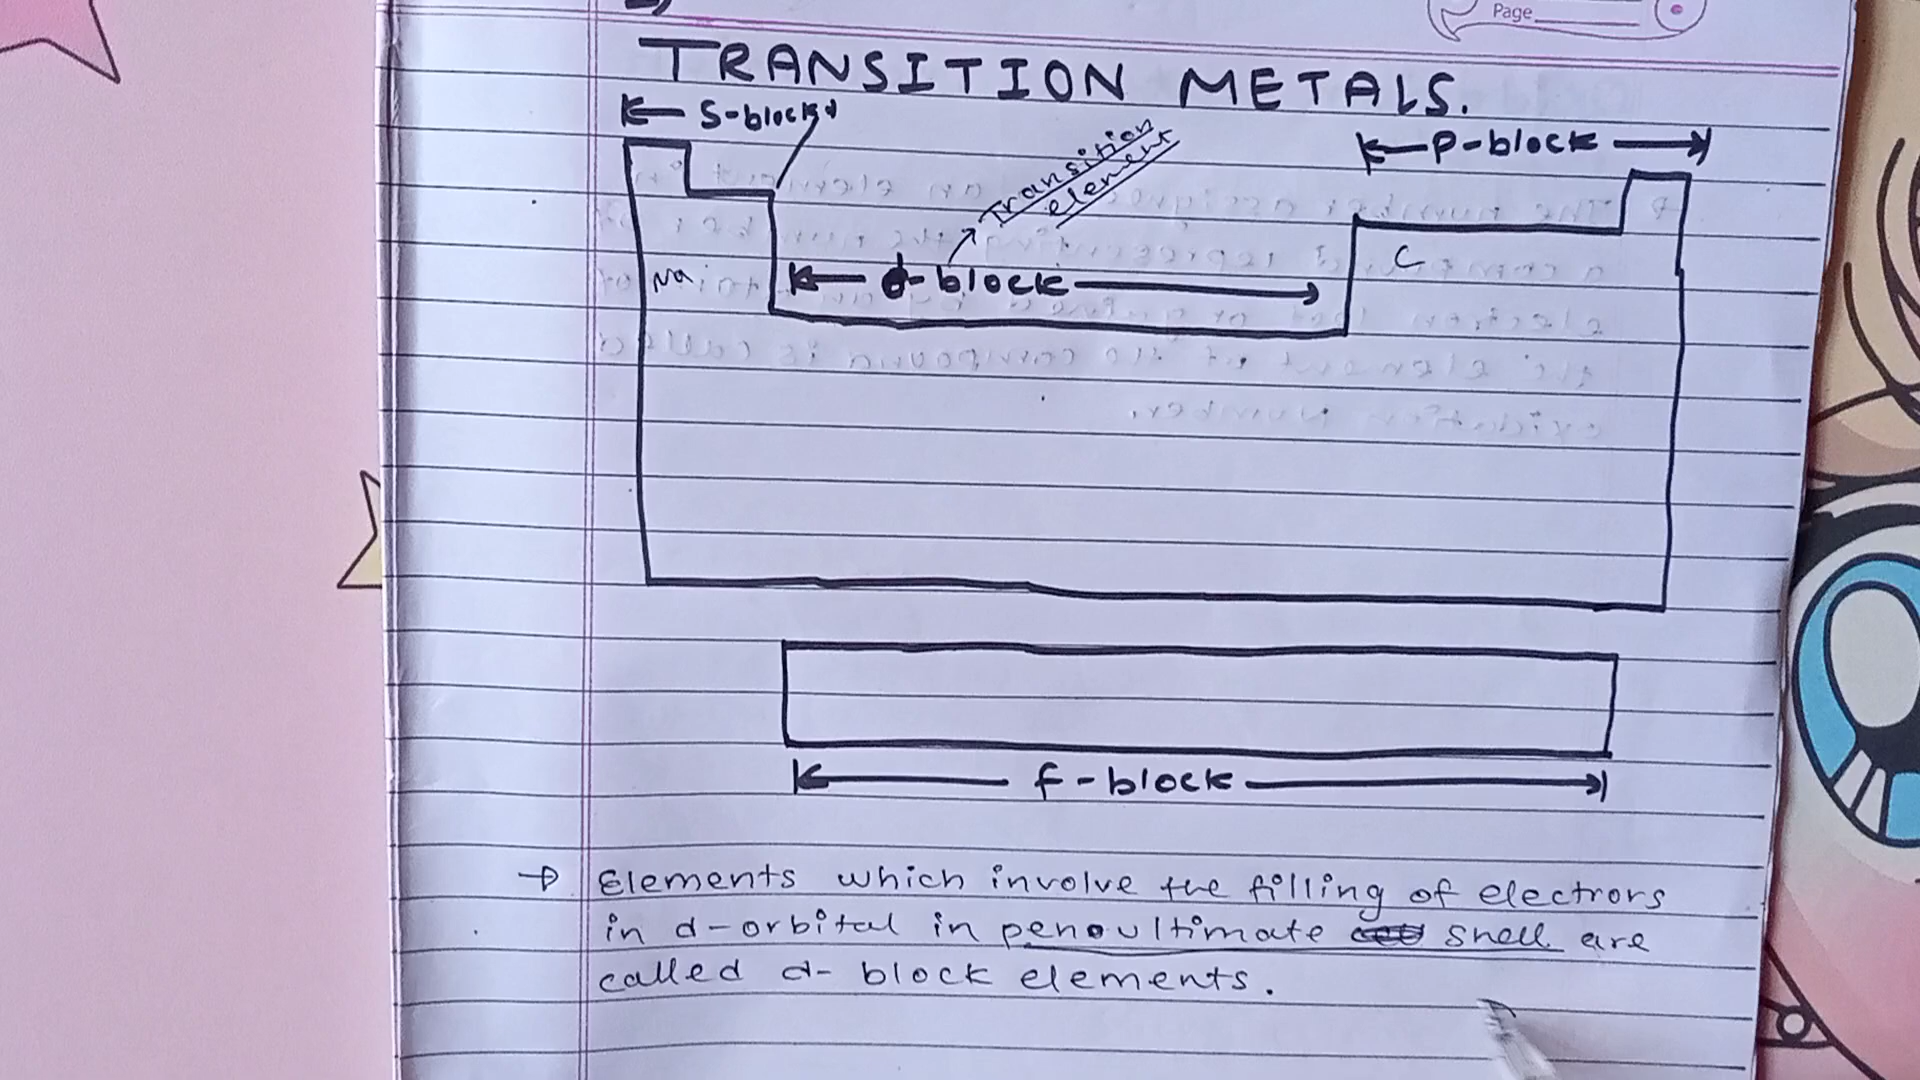 Page
TRANSITION METALS.
S-block
P-block
Transition
element
Na
d-block
C
f-block
Elements which involve the filling of electrors
in d-orbital in penoultimate shell are
called d-block elements.